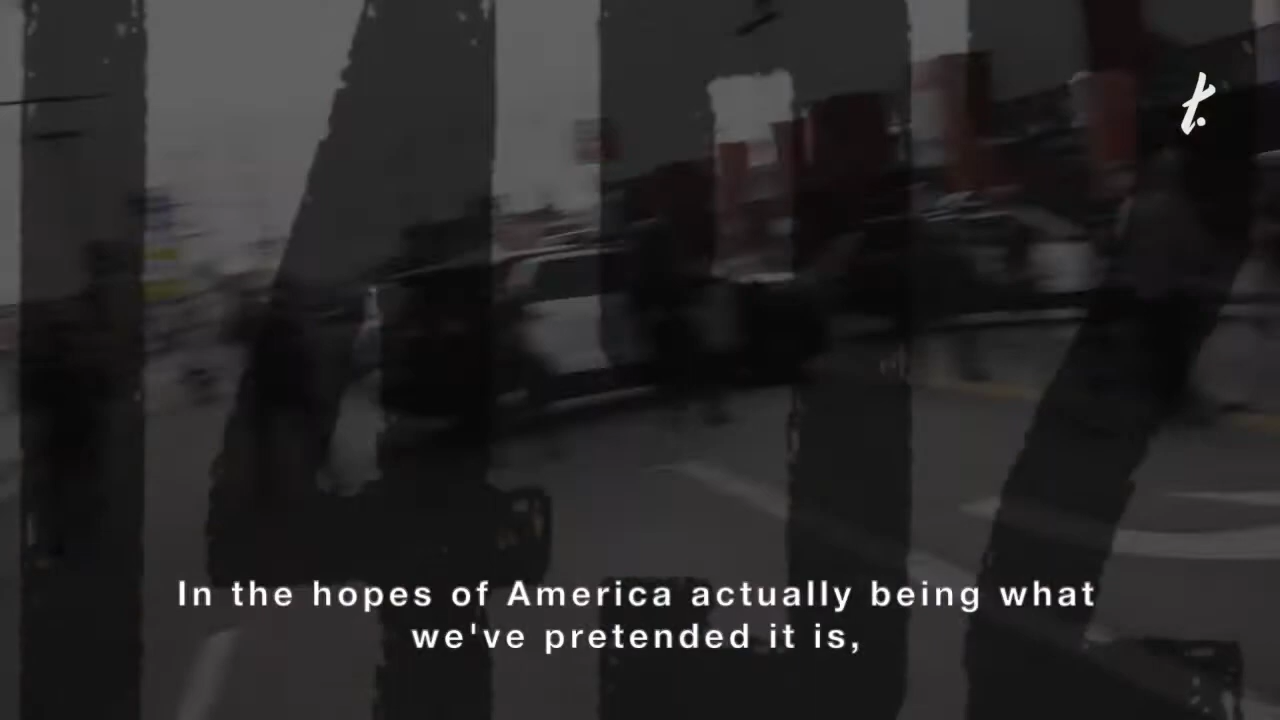 t.
In the hopes of America actually being what
we've pretended it is,